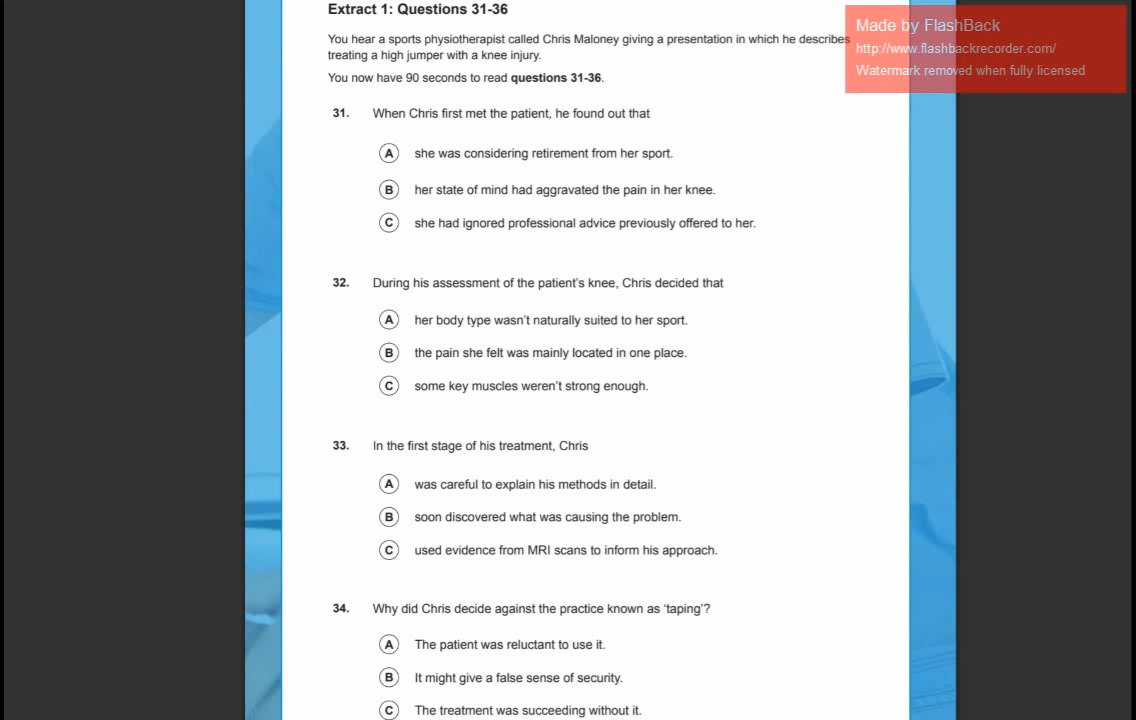 Extract 1: Questions 31-36
Made by FlashBack
http://www.flashbackrecorder.com/
Watermark removed when fully licensed
You hear a sports physiotherapist called Chris Maloney giving a presentation in which he describes
treating a high jumper with a knee injury.
You now have 90 seconds to read questions 31-36.
31. When Chris first met the patient, he found out that
A she was considering retirement from her sport.
B her state of mind had aggravated the pain in her knee.
C she had ignored professional advice previously offered to her.
32. During his assessment of the patient's knee, Chris decided that
A her body type wasn't naturally suited to her sport.
B the pain she felt was mainly located in one place.
C some key muscles weren't strong enough.
33. In the first stage of his treatment, Chris
A was careful to explain his methods in detail.
B soon discovered what was causing the problem.
C used evidence from MRI scans to inform his approach.
34. Why did Chris decide against the practice known as 'taping'?
A The patient was reluctant to use it.
B It might give a false sense of security.
C The treatment was succeeding without it.